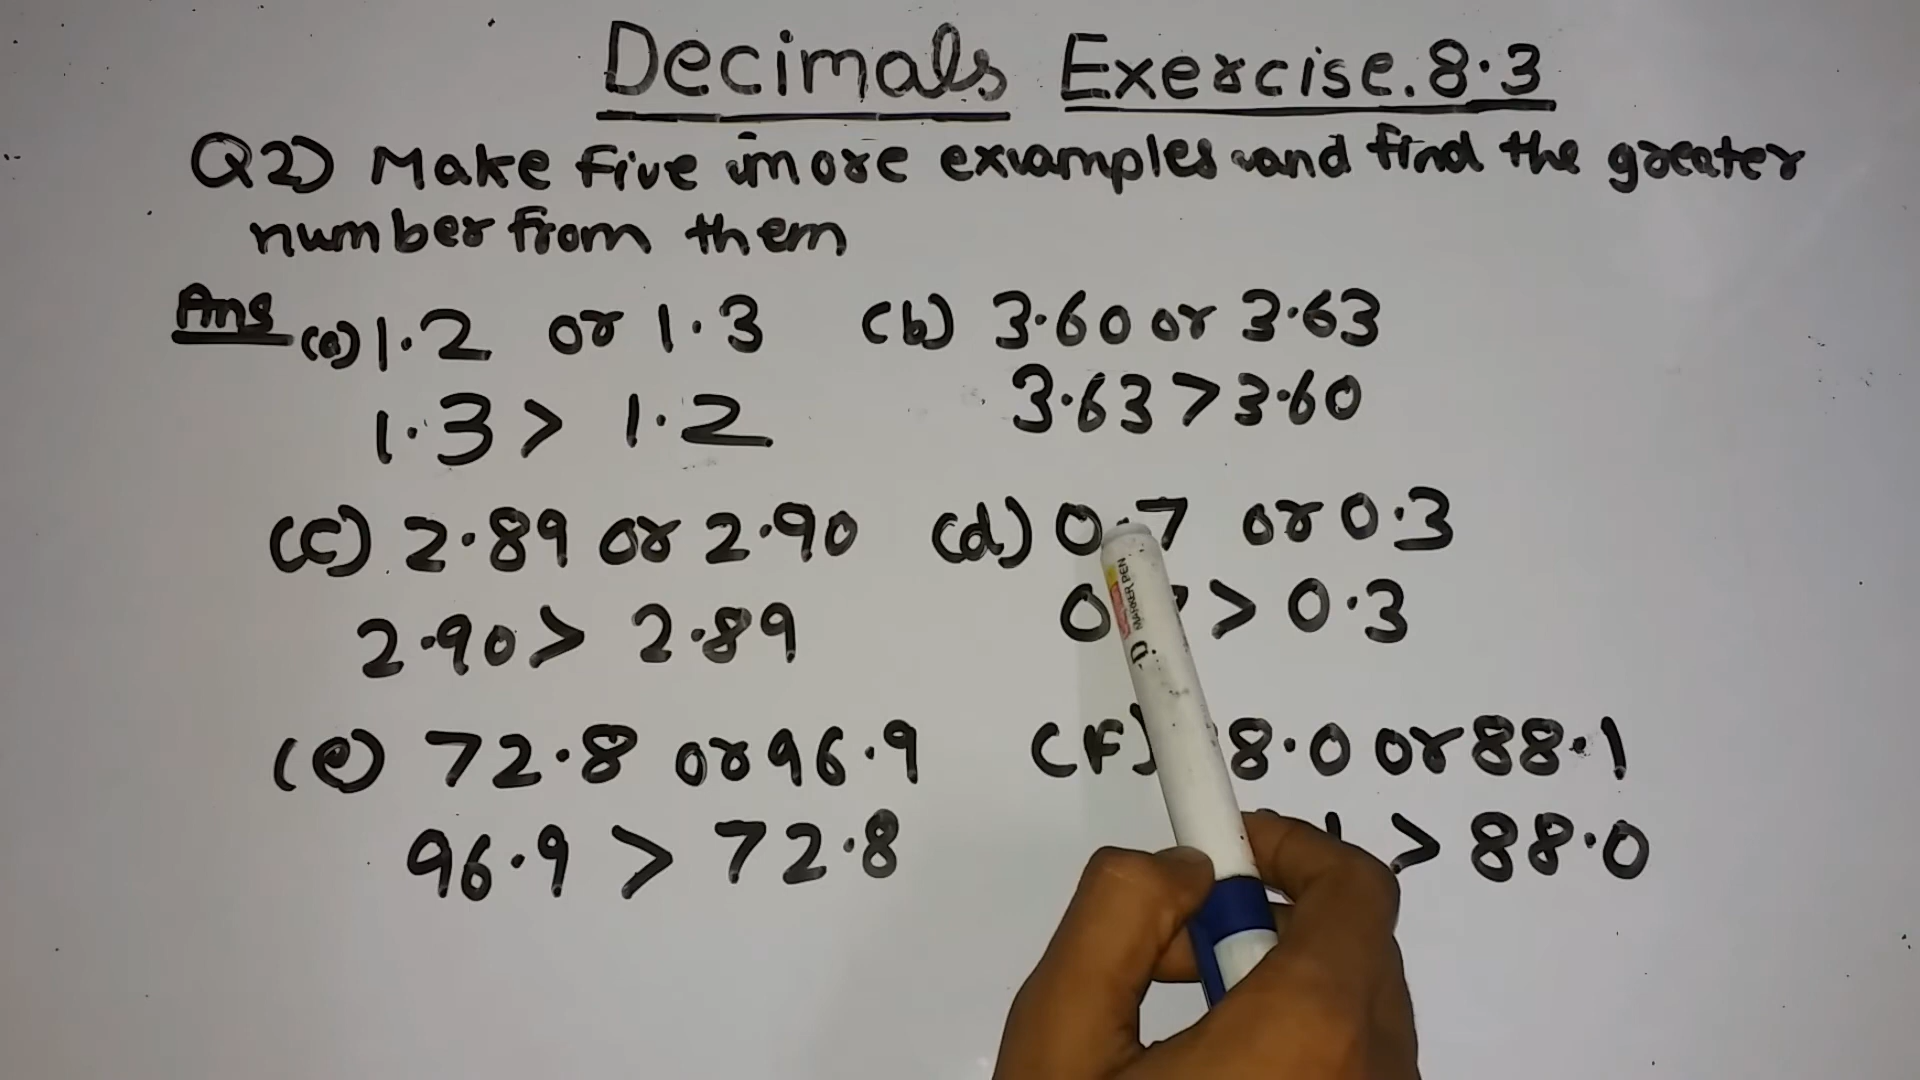 Decimals Exercise.8.3
Q2) Make five more examples and find the greater
number from them
Ans (a) 1.2 or 1.3 (b) 3.60 or 3.63
1.3 > 1.2 3.63 > 3.60
(c) 2.89 or 2.90 (d) 0.7 or 0.3
2.90 > 2.89 0 > 0.3
(e) 72.8 or 96.9 (f) 8.0 or 88.1
96.9 > 72.8 > 88.0
MARKER PEN